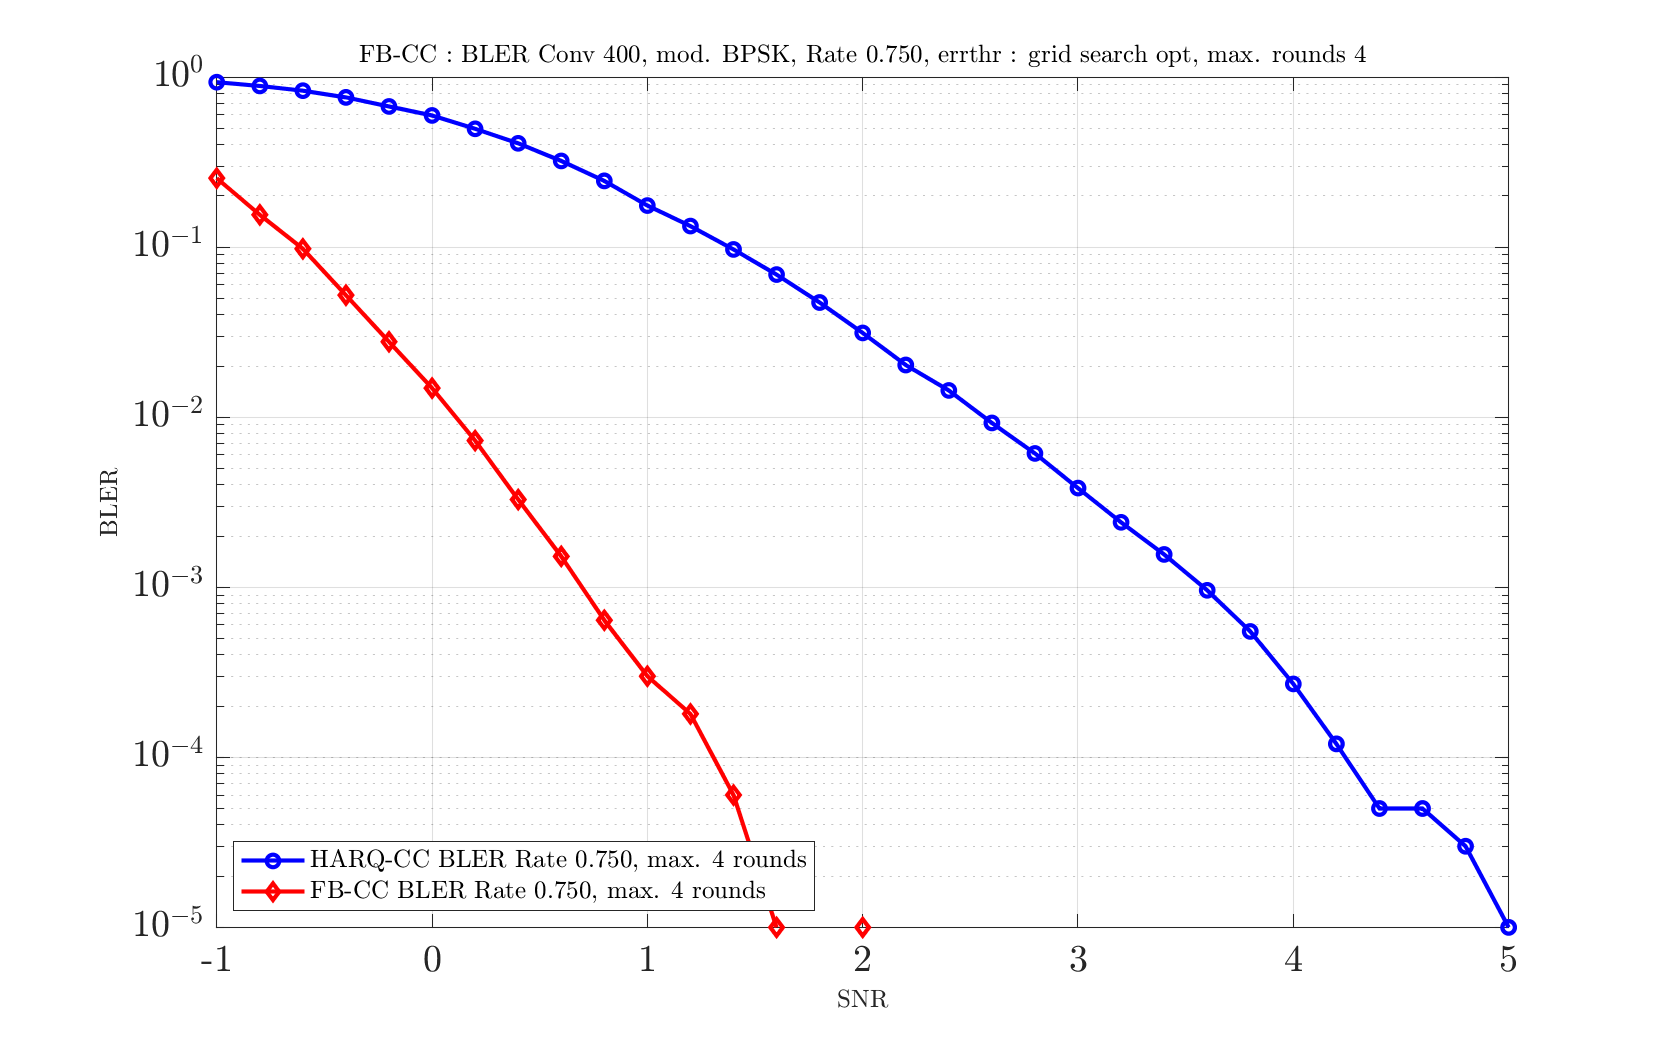 FB-CC : BLER Conv 400, mod. BPSK, Rate 0.750, errthr : grid search opt, max. rounds 4
10^0
10^-1
10^-2
10^-3
10^-4
10^-5
BLER
HARQ-CC BLER Rate 0.750, max. 4 rounds
FB-CC BLER Rate 0.750, max. 4 rounds
-1 0 1 2 3 4 5
SNR